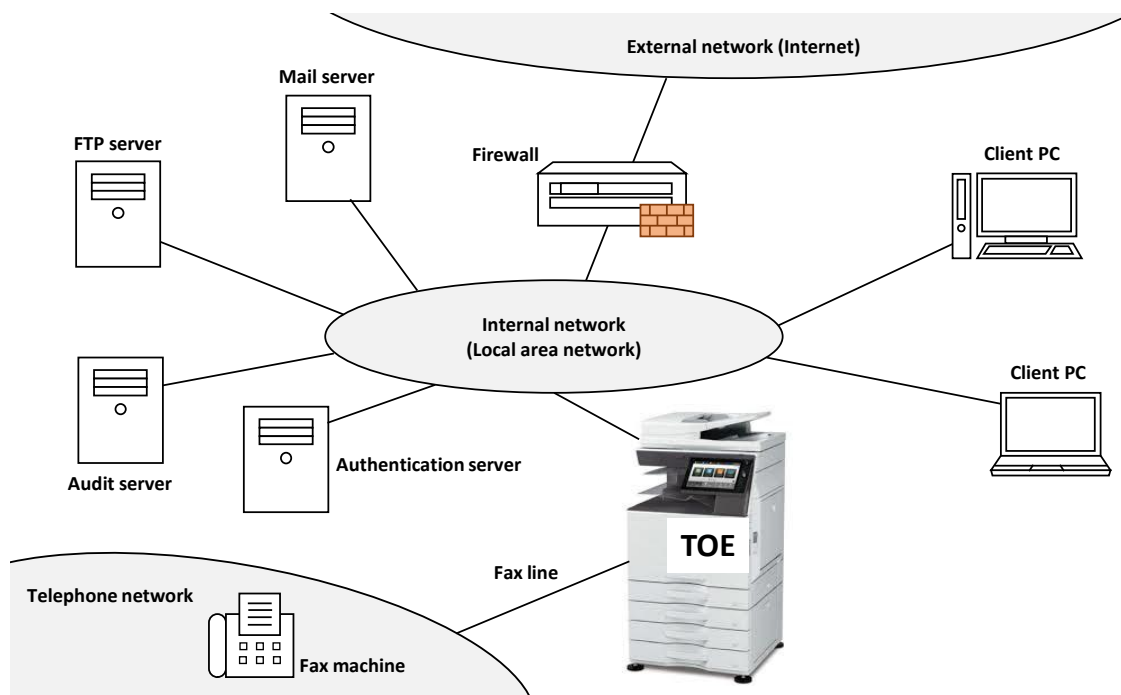 External network (Internet)
Mail server
FTP server
Firewall
Client PC
Internal network
(Local area network)
Client PC
Audit server
Authentication server
TOE
Fax line
Telephone network
Fax machine